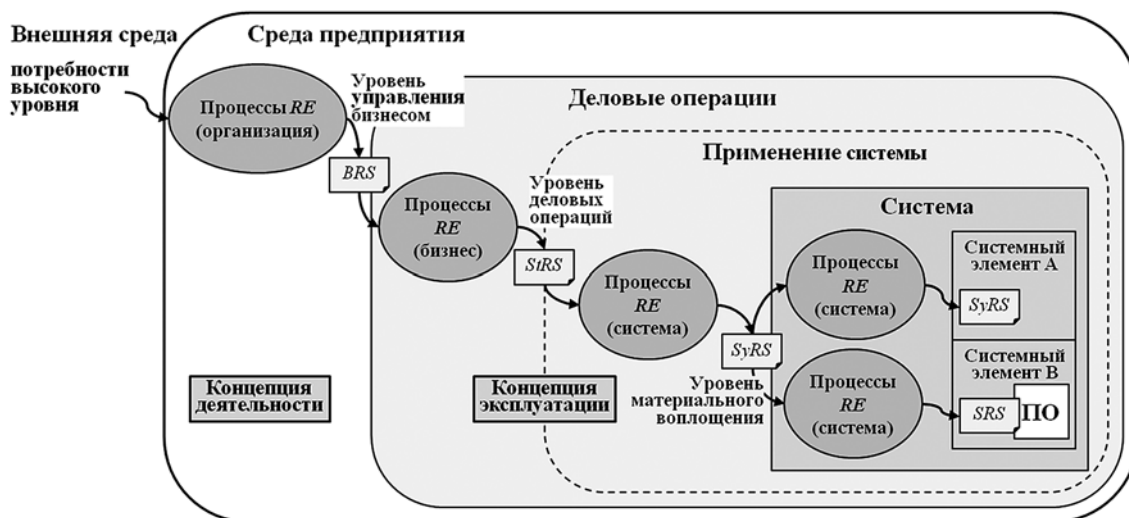 Внешняя среда
Среда предприятия
потребности
высокого
уровня
Процессы RE
(организация)
Уровень
управления
бизнесом
BRS
Деловые операции
Процессы
RE
(бизнес)
Уровень
деловых
операций
StRS
Применение системы
Процессы
RE
(система)
SyRS
Уровень
материального
воплощения
Система
Процессы
RE
(система)
Системный
элемент А
SyRS
Процессы
RE
(система)
Системный
элемент В
SRS
ПО
Концепция
деятельности
Концепция
эксплуатации